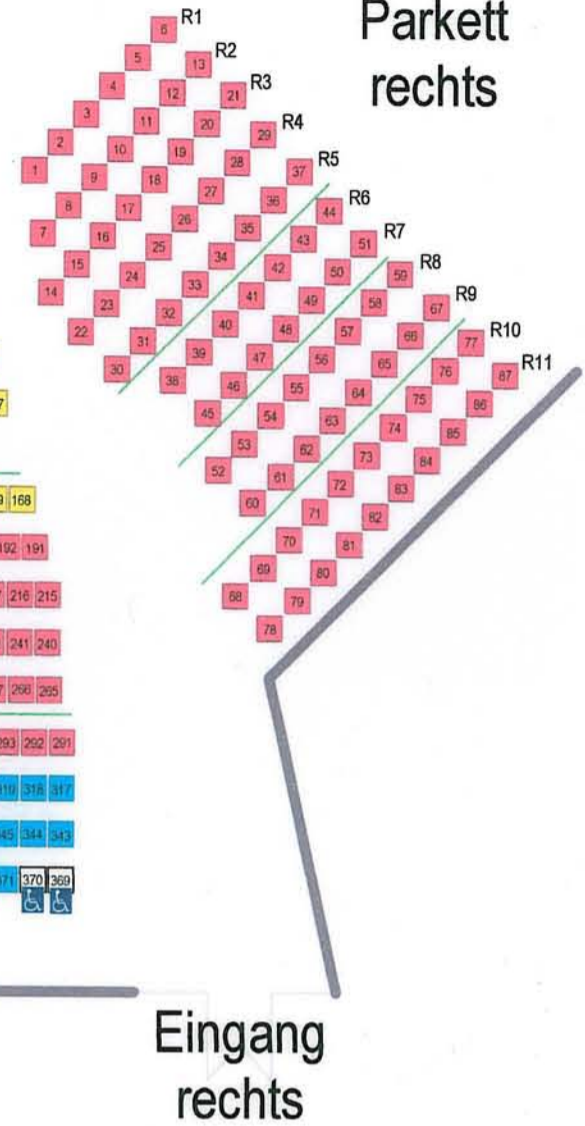 Parkett
rechts
1 2 3 4 5 6 R1
7 8 9 10 11 12 13 R2
14 15 16 17 18 19 20 21 R3
22 23 24 25 26 27 28 29 R4
30 31 32 33 34 35 36 37 R5
38 39 40 41 42 43 44 R6
45 46 47 48 49 50 51 R7
52 53 54 55 56 57 58 59 R8
60 61 62 63 64 65 66 67 R9
68 69 70 71 72 73 74 75 76 77 R10
78 79 80 81 82 83 84 85 86 87 R11
7
9 168
192 191
216 215
241 240
7 266 265
293 292 291
19 318 317
45 344 343
71 370 369
Eingang
rechts